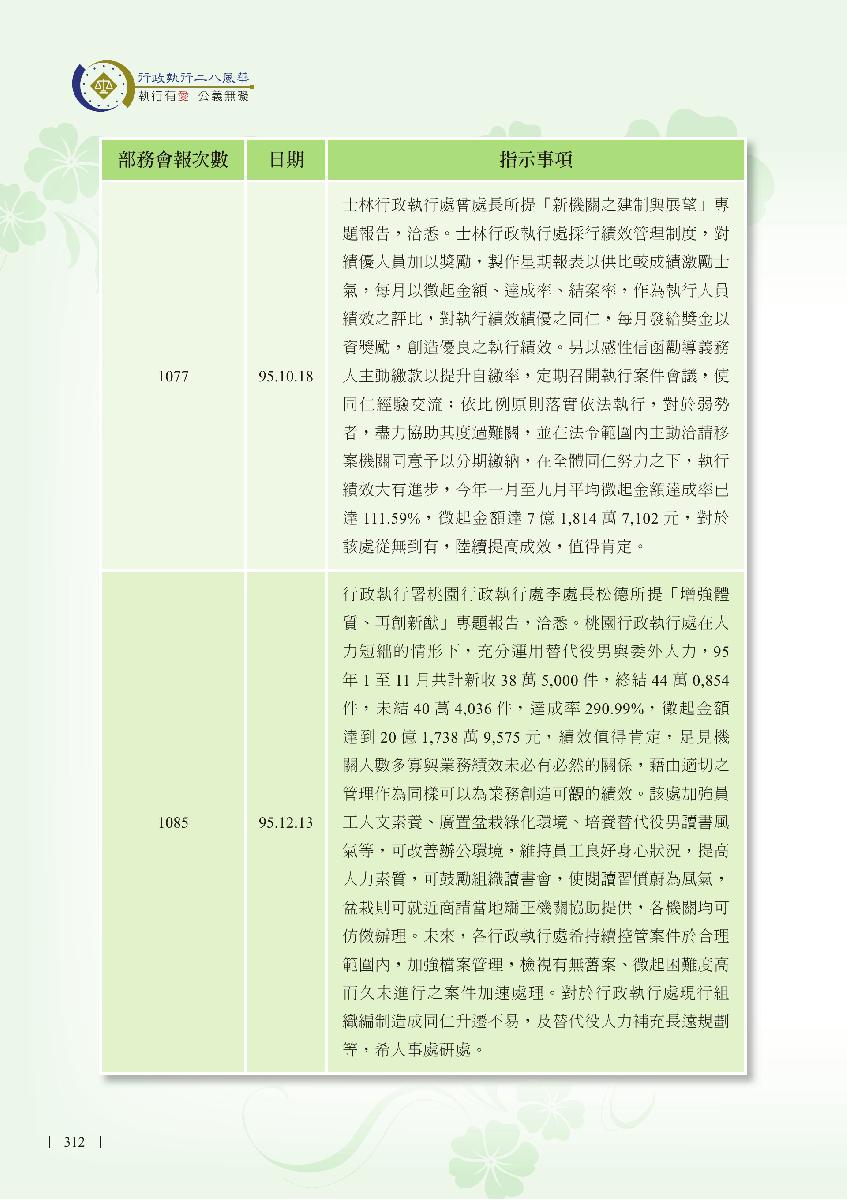 行政執行二八風華
執行有愛 公義無礙
部務會報次數 日期 指示事項
1077 95.10.18
士林行政執行處曾處長所提「新機關之建制與展望」專
題報告，洽悉。士林行政執行處採行績效管理制度，對
績優人員加以獎勵，製作星期報表以供比較成績激勵士
氣，每月以徵起金額、達成率、結案率，作為執行人員
績效之評比，對執行績效績優之同仁，每月發給獎金以
資獎勵，創造優良之執行績效。另以感性信函勸導義務
人主動繳款以提升自繳率，定期召開執行案件會議，使
同仁經驗交流；依比例原則落實依法執行，對於弱勢
者，盡力協助其度過難關，並在法令範圍內主動洽請移
案機關同意予以分期繳納，在全體同仁努力之下，執行
績效大有進步，今年一月至九月平均徵起金額達成率已
達 111.59%，徵起金額達 7 億 1,814 萬 7,102 元，對於
該處從無到有，陸續提高成效，值得肯定。
1085 95.12.13
行政執行署桃園行政執行處李處長松德所提「增強體
質、再創新猷」專題報告，洽悉。桃園行政執行處在人
力短絀的情形下，充分運用替代役男與委外人力，95
年 1 至 11 月共計新收 38 萬 5,000 件，終結 44 萬 0,854
件，未結 40 萬 4,036 件，達成率 290.99%，徵起金額
達到 20 億 1,738 萬 9,575 元，績效值得肯定，足見機
關人數多寡與業務績效未必有必然的關係，藉由適切之
管理作為同樣可以為業務創造可觀的績效。該處加強員
工人文素養、廣置盆栽綠化環境、培養替代役男讀書風
氣等，可改善辦公環境，維持員工良好身心狀況，提高
人力素質，可鼓勵組織讀書會，使閱讀習慣蔚為風氣，
盆栽則可就近商請當地矯正機關協助提供，各機關均可
仿傚辦理。未來，各行政執行處希持續控管案件於合理
範圍內，加強檔案管理，檢視有無舊案、徵起困難度高
而久未進行之案件加速處理。對於行政執行處現行組
織編制造成同仁升遷不易，及替代役人力補充長遠規劃
等，希人事處研處。
312